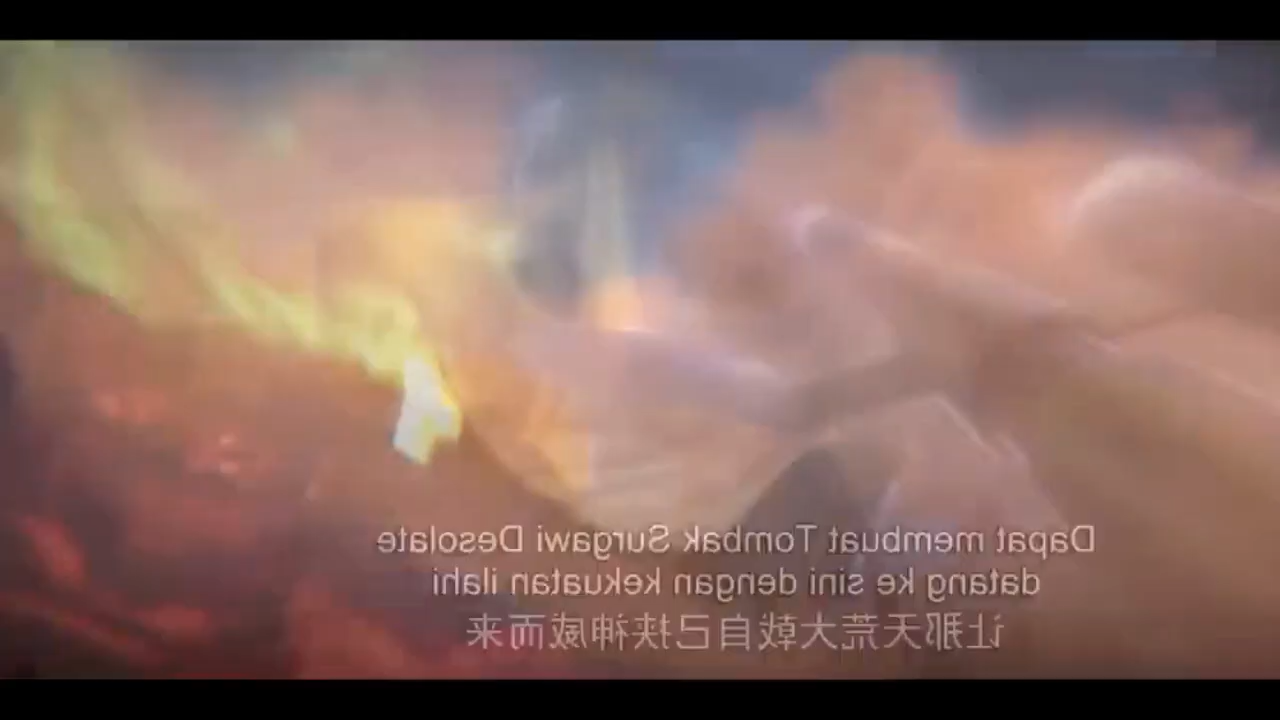 Dapat membuat Tombak Surgawi Desolate
datang ke sini dengan kekuatan ilahi
让那天荒大戟自己挟神威而来